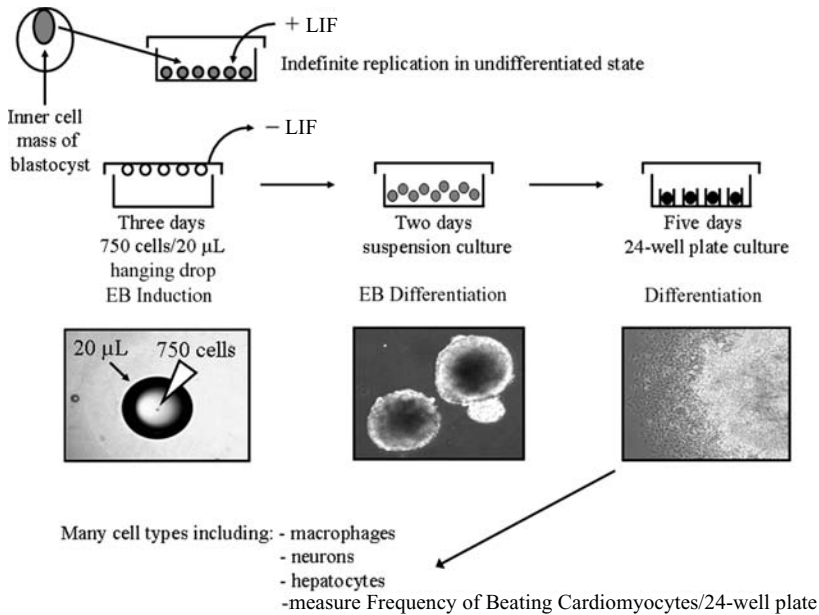 + LIF
Indefinite replication in undifferentiated state
Inner cell
mass of
blastocyst
− LIF
Three days
750 cells/20 µL
hanging drop
EB Induction
Two days
suspension culture
EB Differentiation
Five days
24-well plate culture
Differentiation
20 µL
750 cells
Many cell types including: - macrophages
- neurons
- hepatocytes
-measure Frequency of Beating Cardiomyocytes/24-well plate